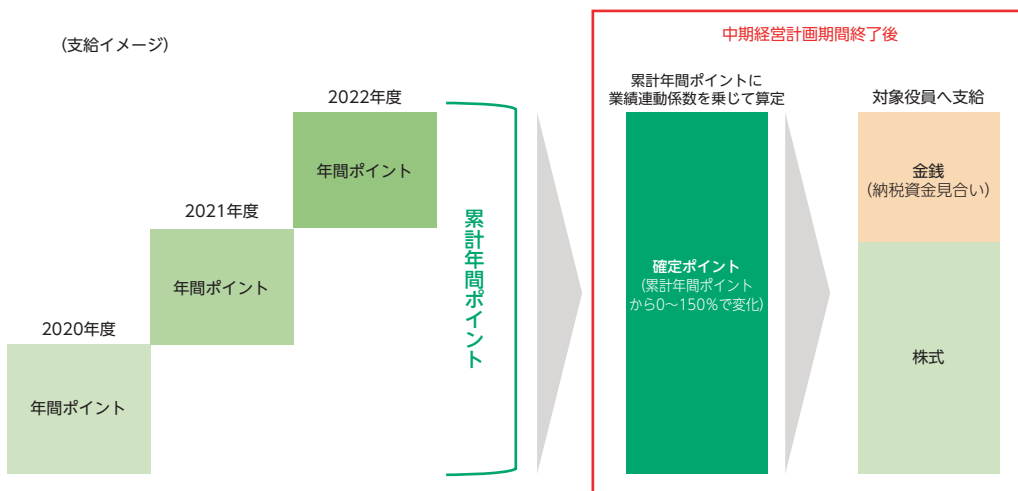 (支給イメージ)
2020年度
年間ポイント
2021年度
年間ポイント
2022年度
年間ポイント
累計年間ポイント
中期経営計画期間終了後
累計年間ポイントに
業績連動係数を乗じて算定
確定ポイント
(累計年間ポイント
から0〜150%で変化)
対象役員へ支給
金銭
(納税資金見合い)
株式